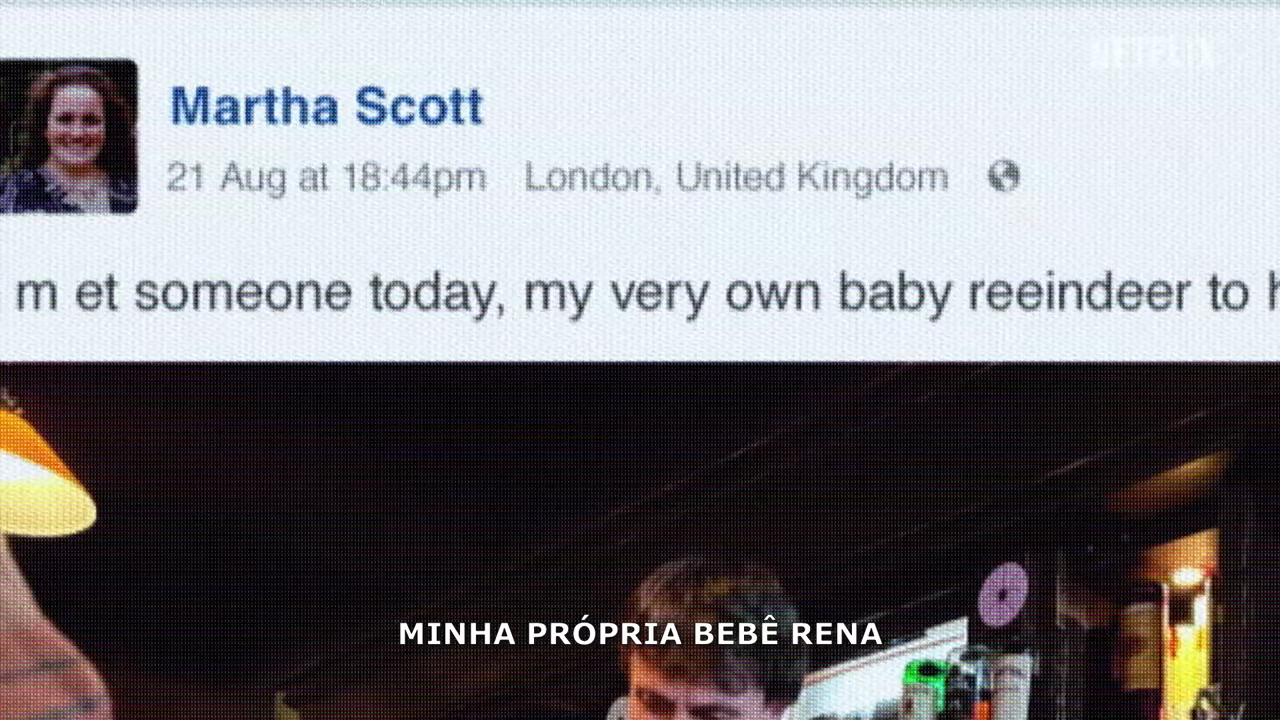 NETFLIX
Martha Scott
21 Aug at 18:44pm London, United Kingdom
m et someone today, my very own baby reeindeer to
MINHA PRÓPRIA BEBÊ RENA